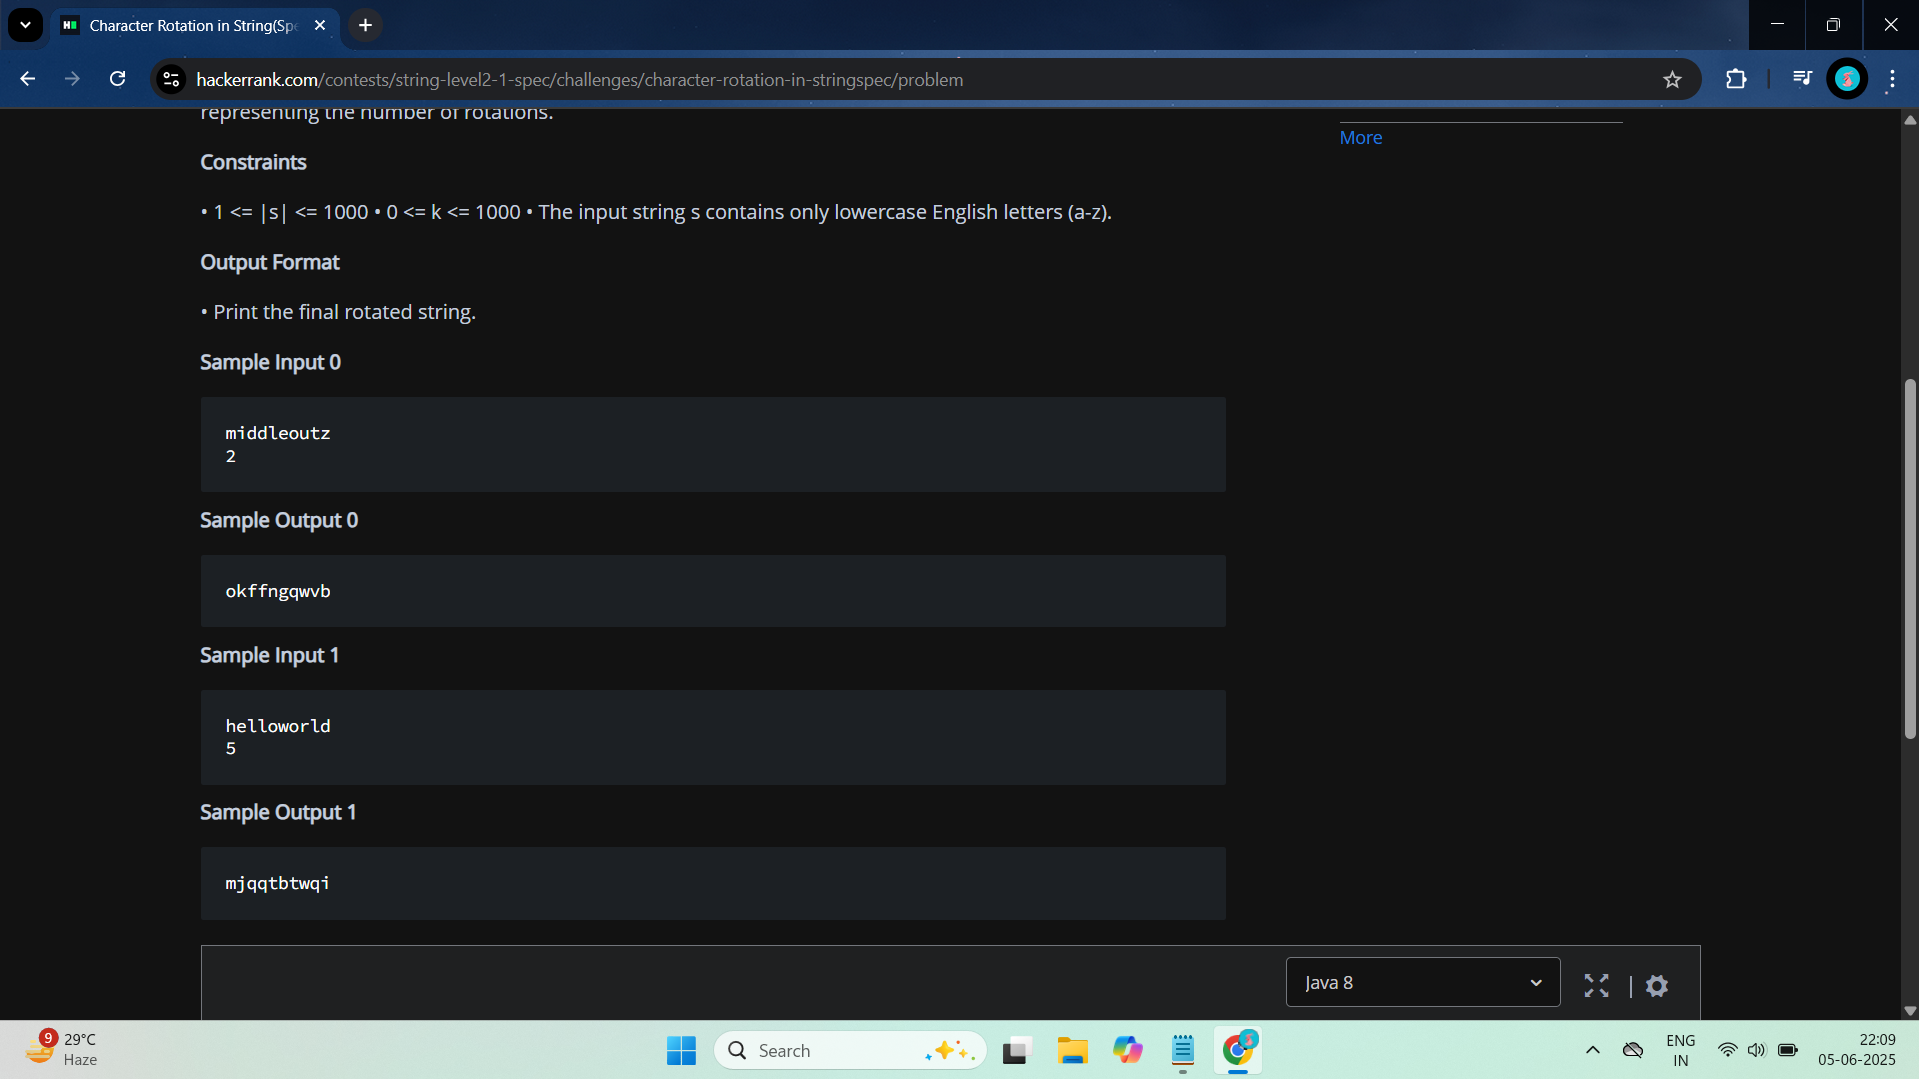 Character Rotation in String(Spe
hackerrank.com/contests/string-level2-1-spec/challenges/character-rotation-in-stringspec/problem
representing the number of rotations.
More
Constraints
• 1 <= |s| <= 1000 • 0 <= k <= 1000 • The input string s contains only lowercase English letters (a-z).
Output Format
• Print the final rotated string.
Sample Input 0
middleoutz
2
Sample Output 0
okffngqwvb
Sample Input 1
helloworld
5
Sample Output 1
mjqqtbtwqi
Java 8
9
29°C
Haze
Search
ENG
IN
22:09
05-06-2025